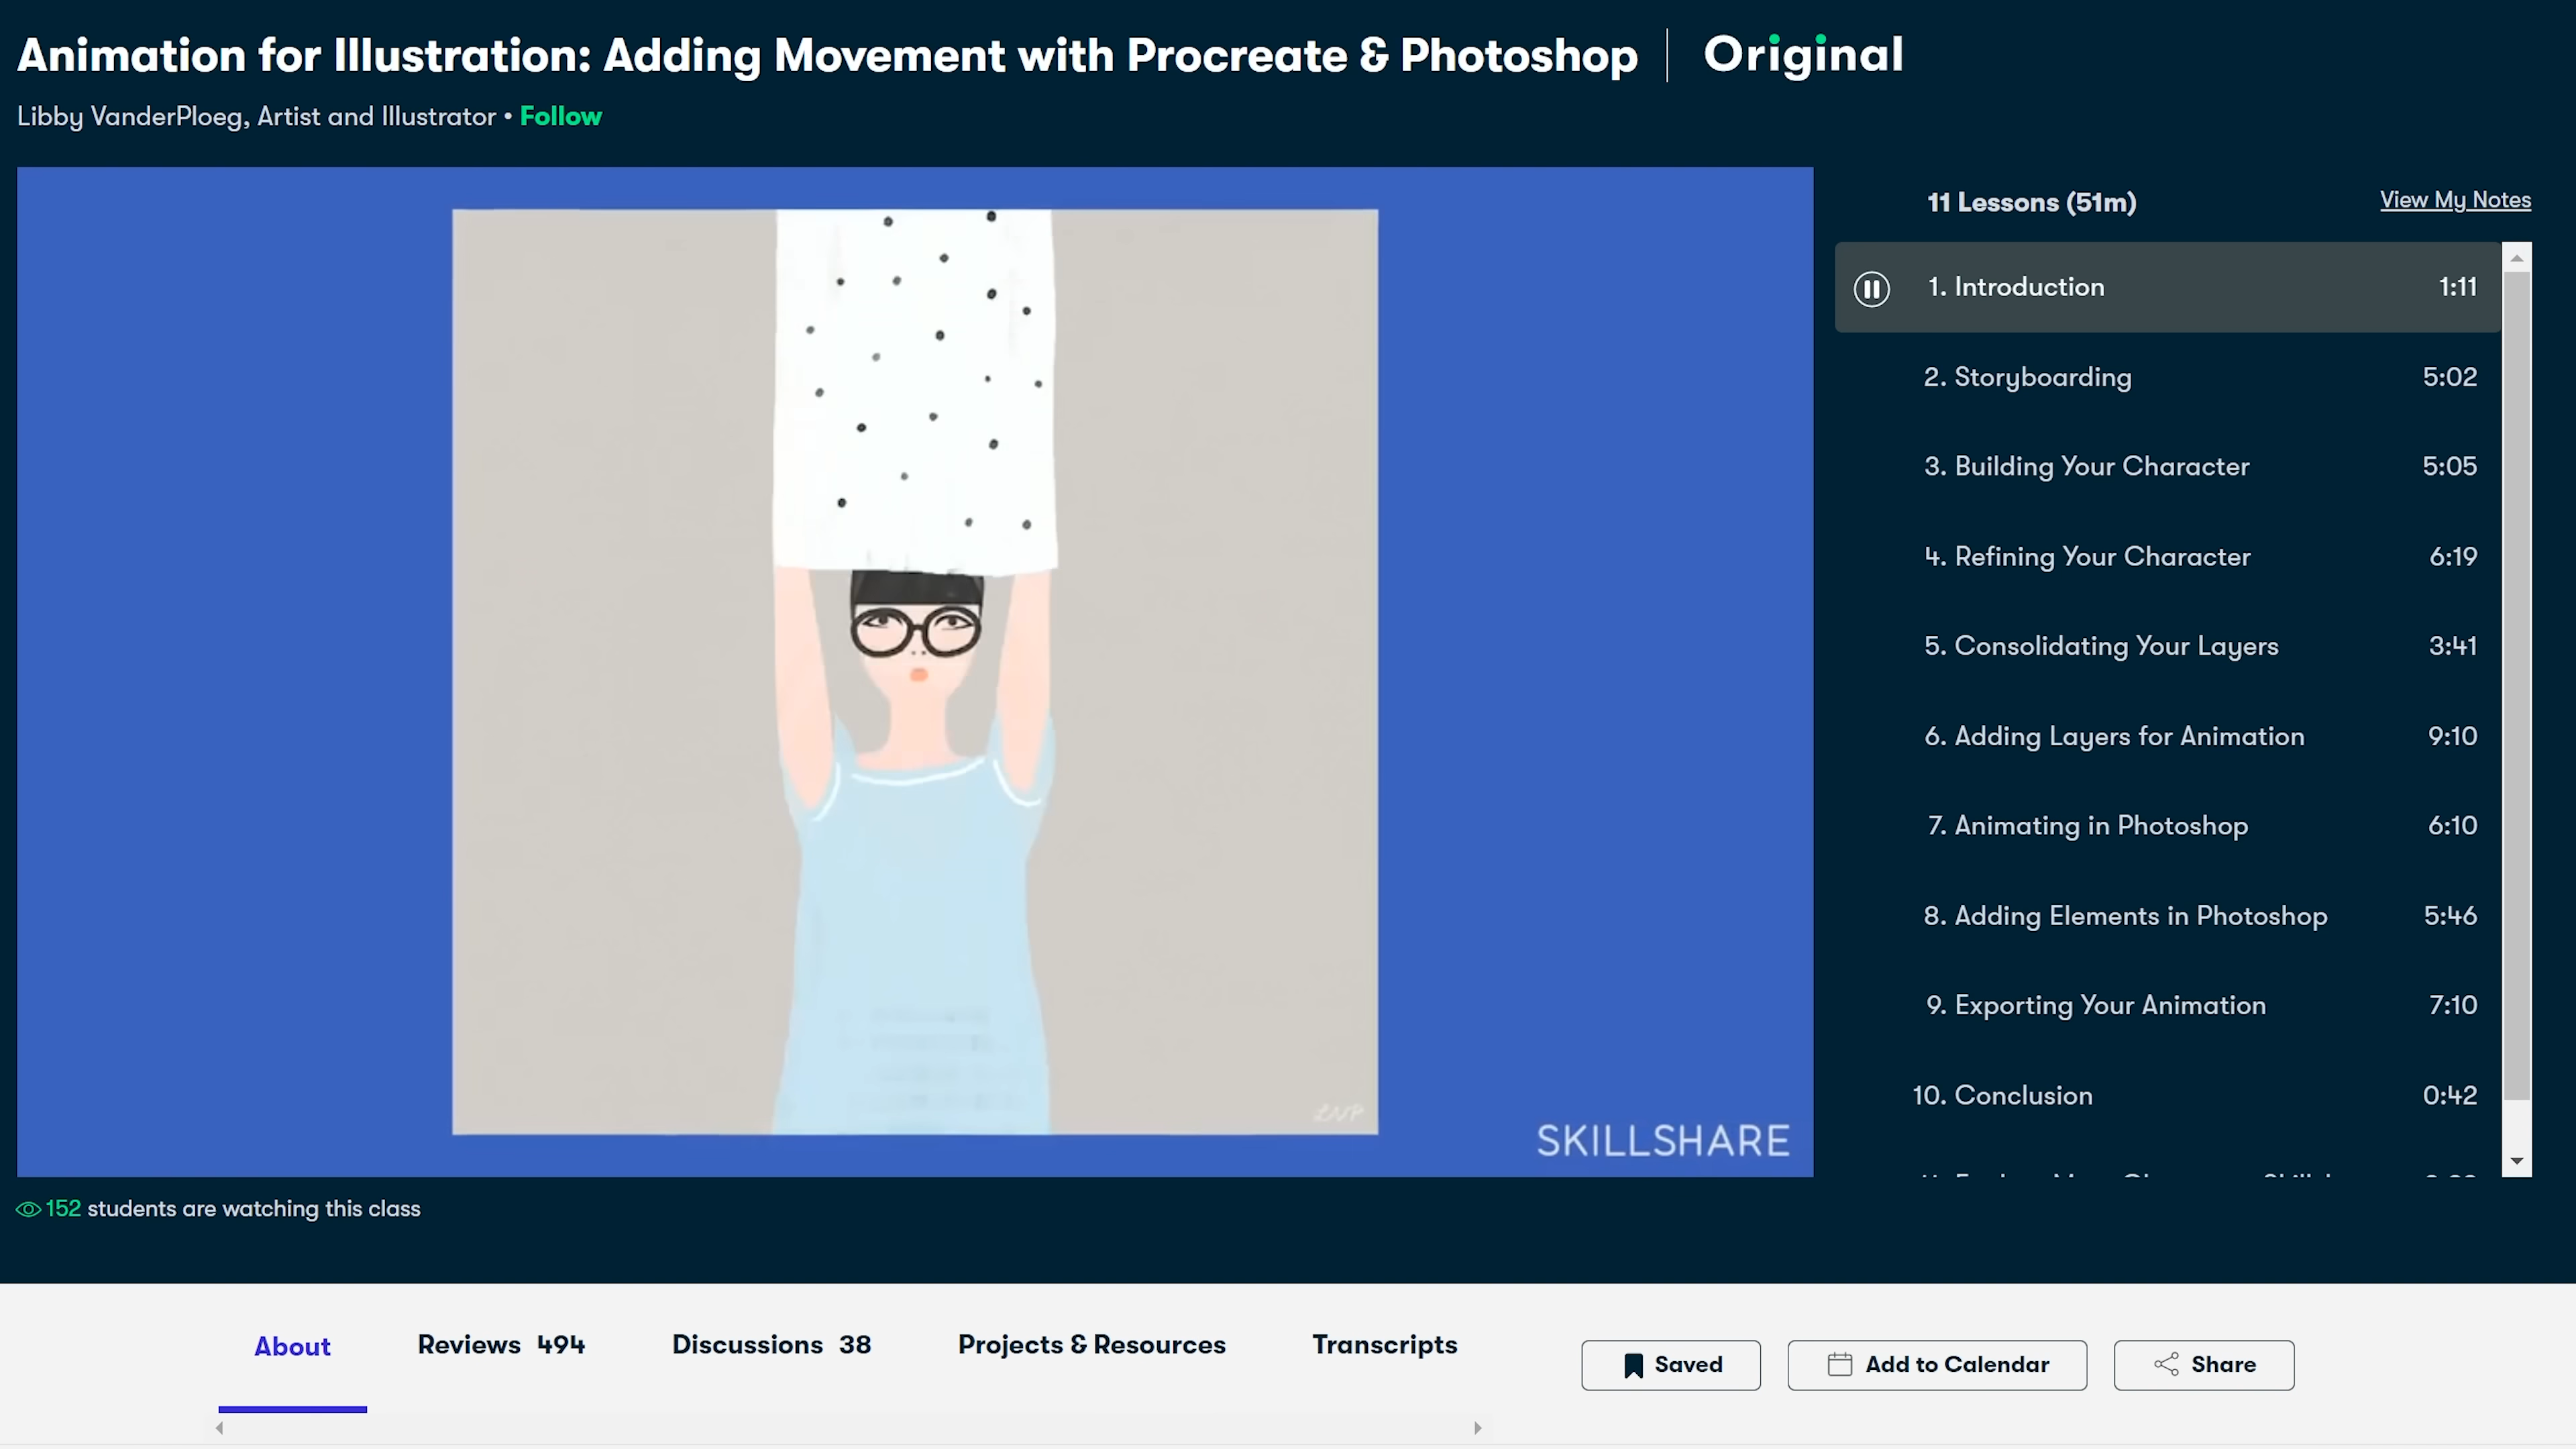 Animation for Illustration: Adding Movement with Procreate & Photoshop | Original
Libby VanderPloeg, Artist and Illustrator • Follow
LVP
SKILLSHARE
11 Lessons (51m) View My Notes
1. Introduction 1:11
2. Storyboarding 5:02
3. Building Your Character 5:05
4. Refining Your Character 6:19
5. Consolidating Your Layers 3:41
6. Adding Layers for Animation 9:10
7. Animating in Photoshop 6:10
8. Adding Elements in Photoshop 5:46
9. Exporting Your Animation 7:10
10. Conclusion 0:42
152 students are watching this class
About Reviews 494 Discussions 38 Projects & Resources Transcripts Saved Add to Calendar Share